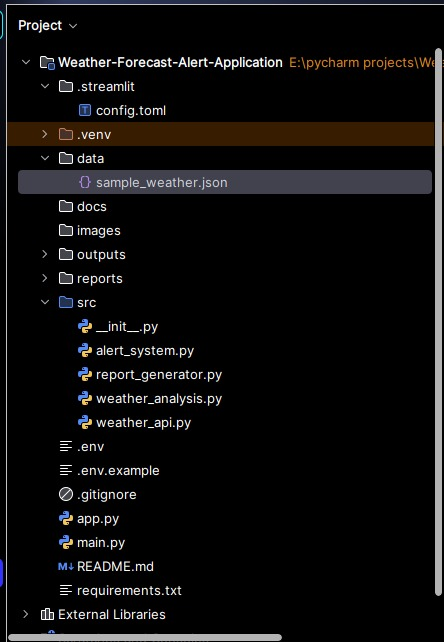 Project
Weather-Forecast-Alert-Application E:\pycharm projects\We
.streamlit
config.toml
.venv
data
sample_weather.json
docs
images
outputs
reports
src
__init__.py
alert_system.py
report_generator.py
weather_analysis.py
weather_api.py
.env
.env.example
.gitignore
app.py
main.py
README.md
requirements.txt
External Libraries